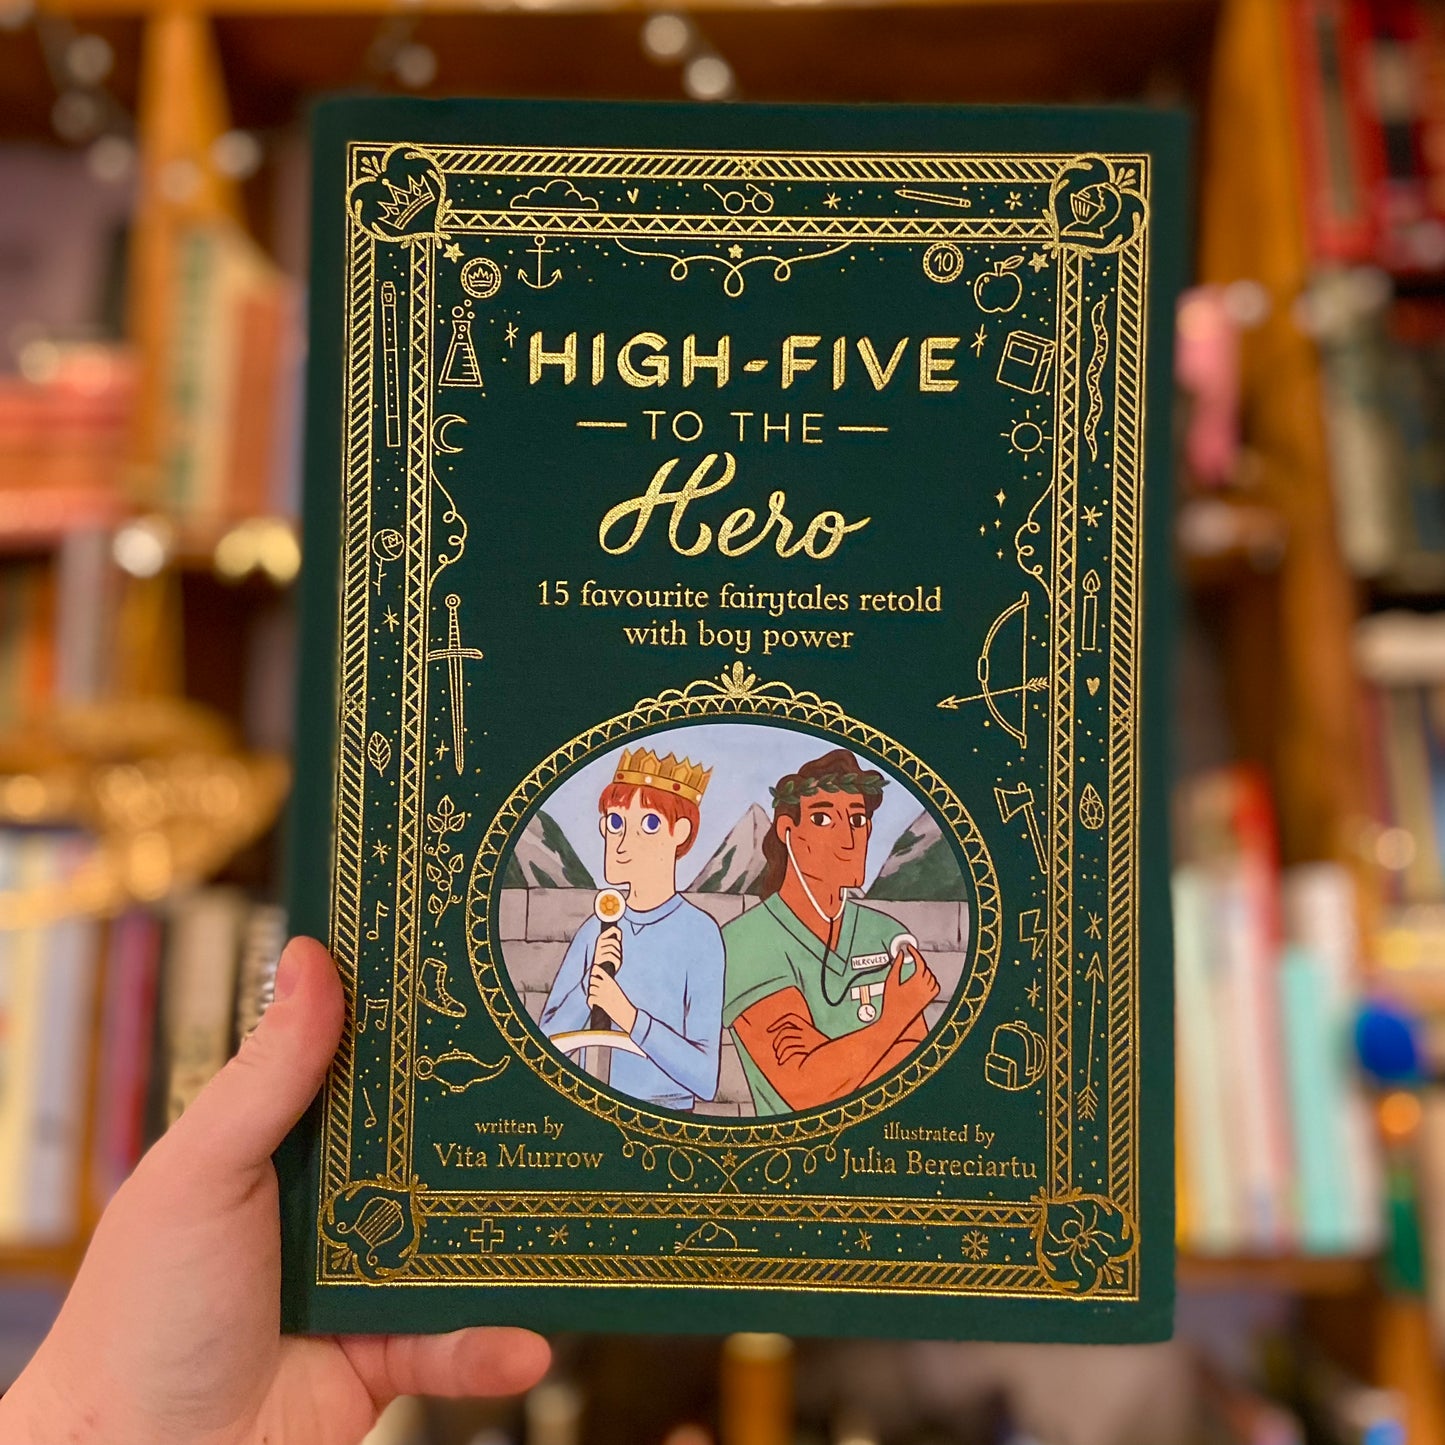 10
HIGH-FIVE
TO THE
Hero
15 favourite fairytales retold
with boy power
HERCULES
written by
Vita Murrow
illustrated by
Julia Bereciartu